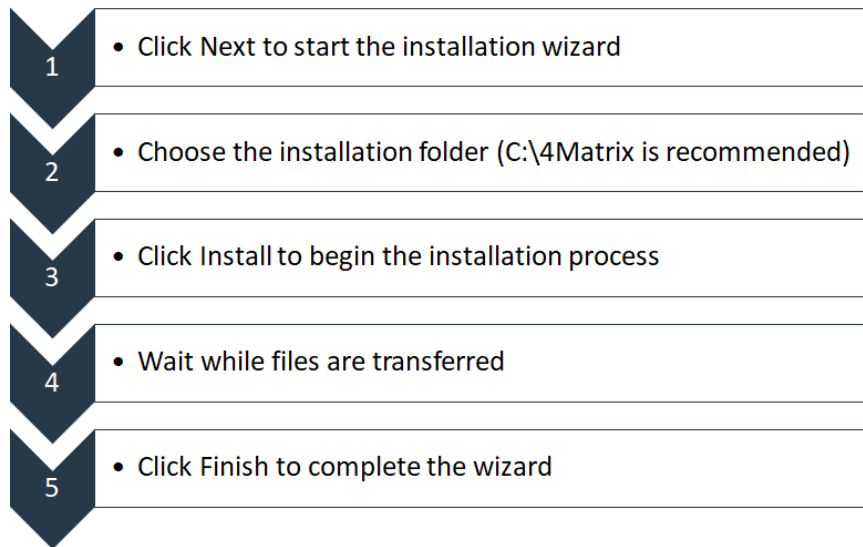 1
• Click Next to start the installation wizard
2
• Choose the installation folder (C:\4Matrix is recommended)
3
• Click Install to begin the installation process
4
• Wait while files are transferred
5
• Click Finish to complete the wizard